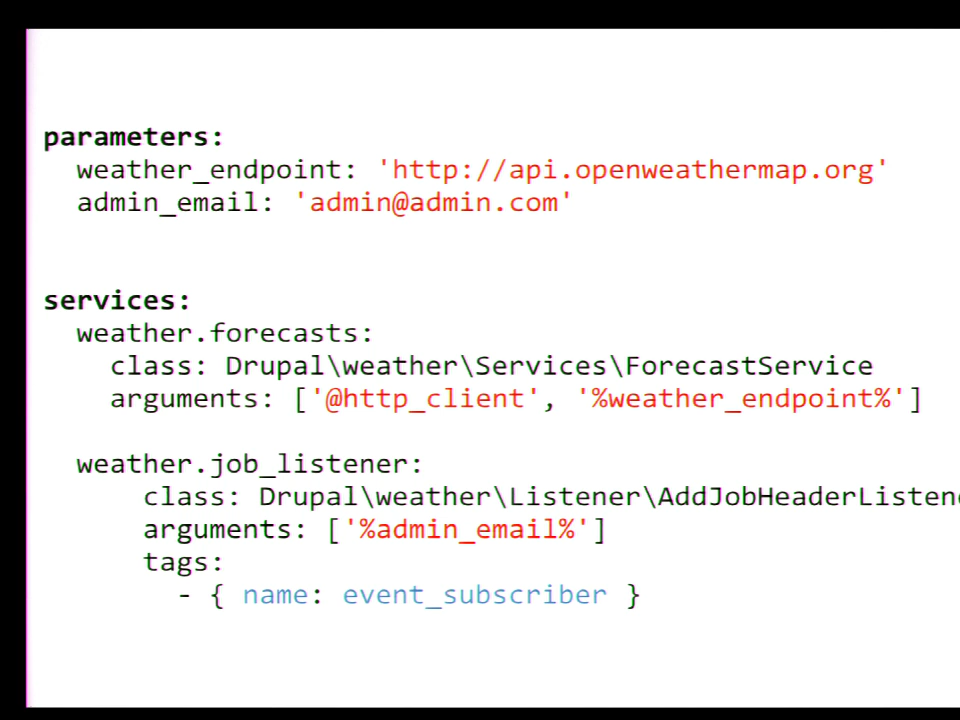 parameters:
weather_endpoint: 'http://api.openweathermap.org'
admin_email: 'admin@admin.com'
services:
weather.forecasts:
class: Drupal\weather\Services\ForecastService
arguments: ['@http_client', '%weather_endpoint%']
weather.job_listener:
class: Drupal\weather\Listener\AddJobHeaderListen
arguments: ['%admin_email%']
tags:
- { name: event_subscriber }